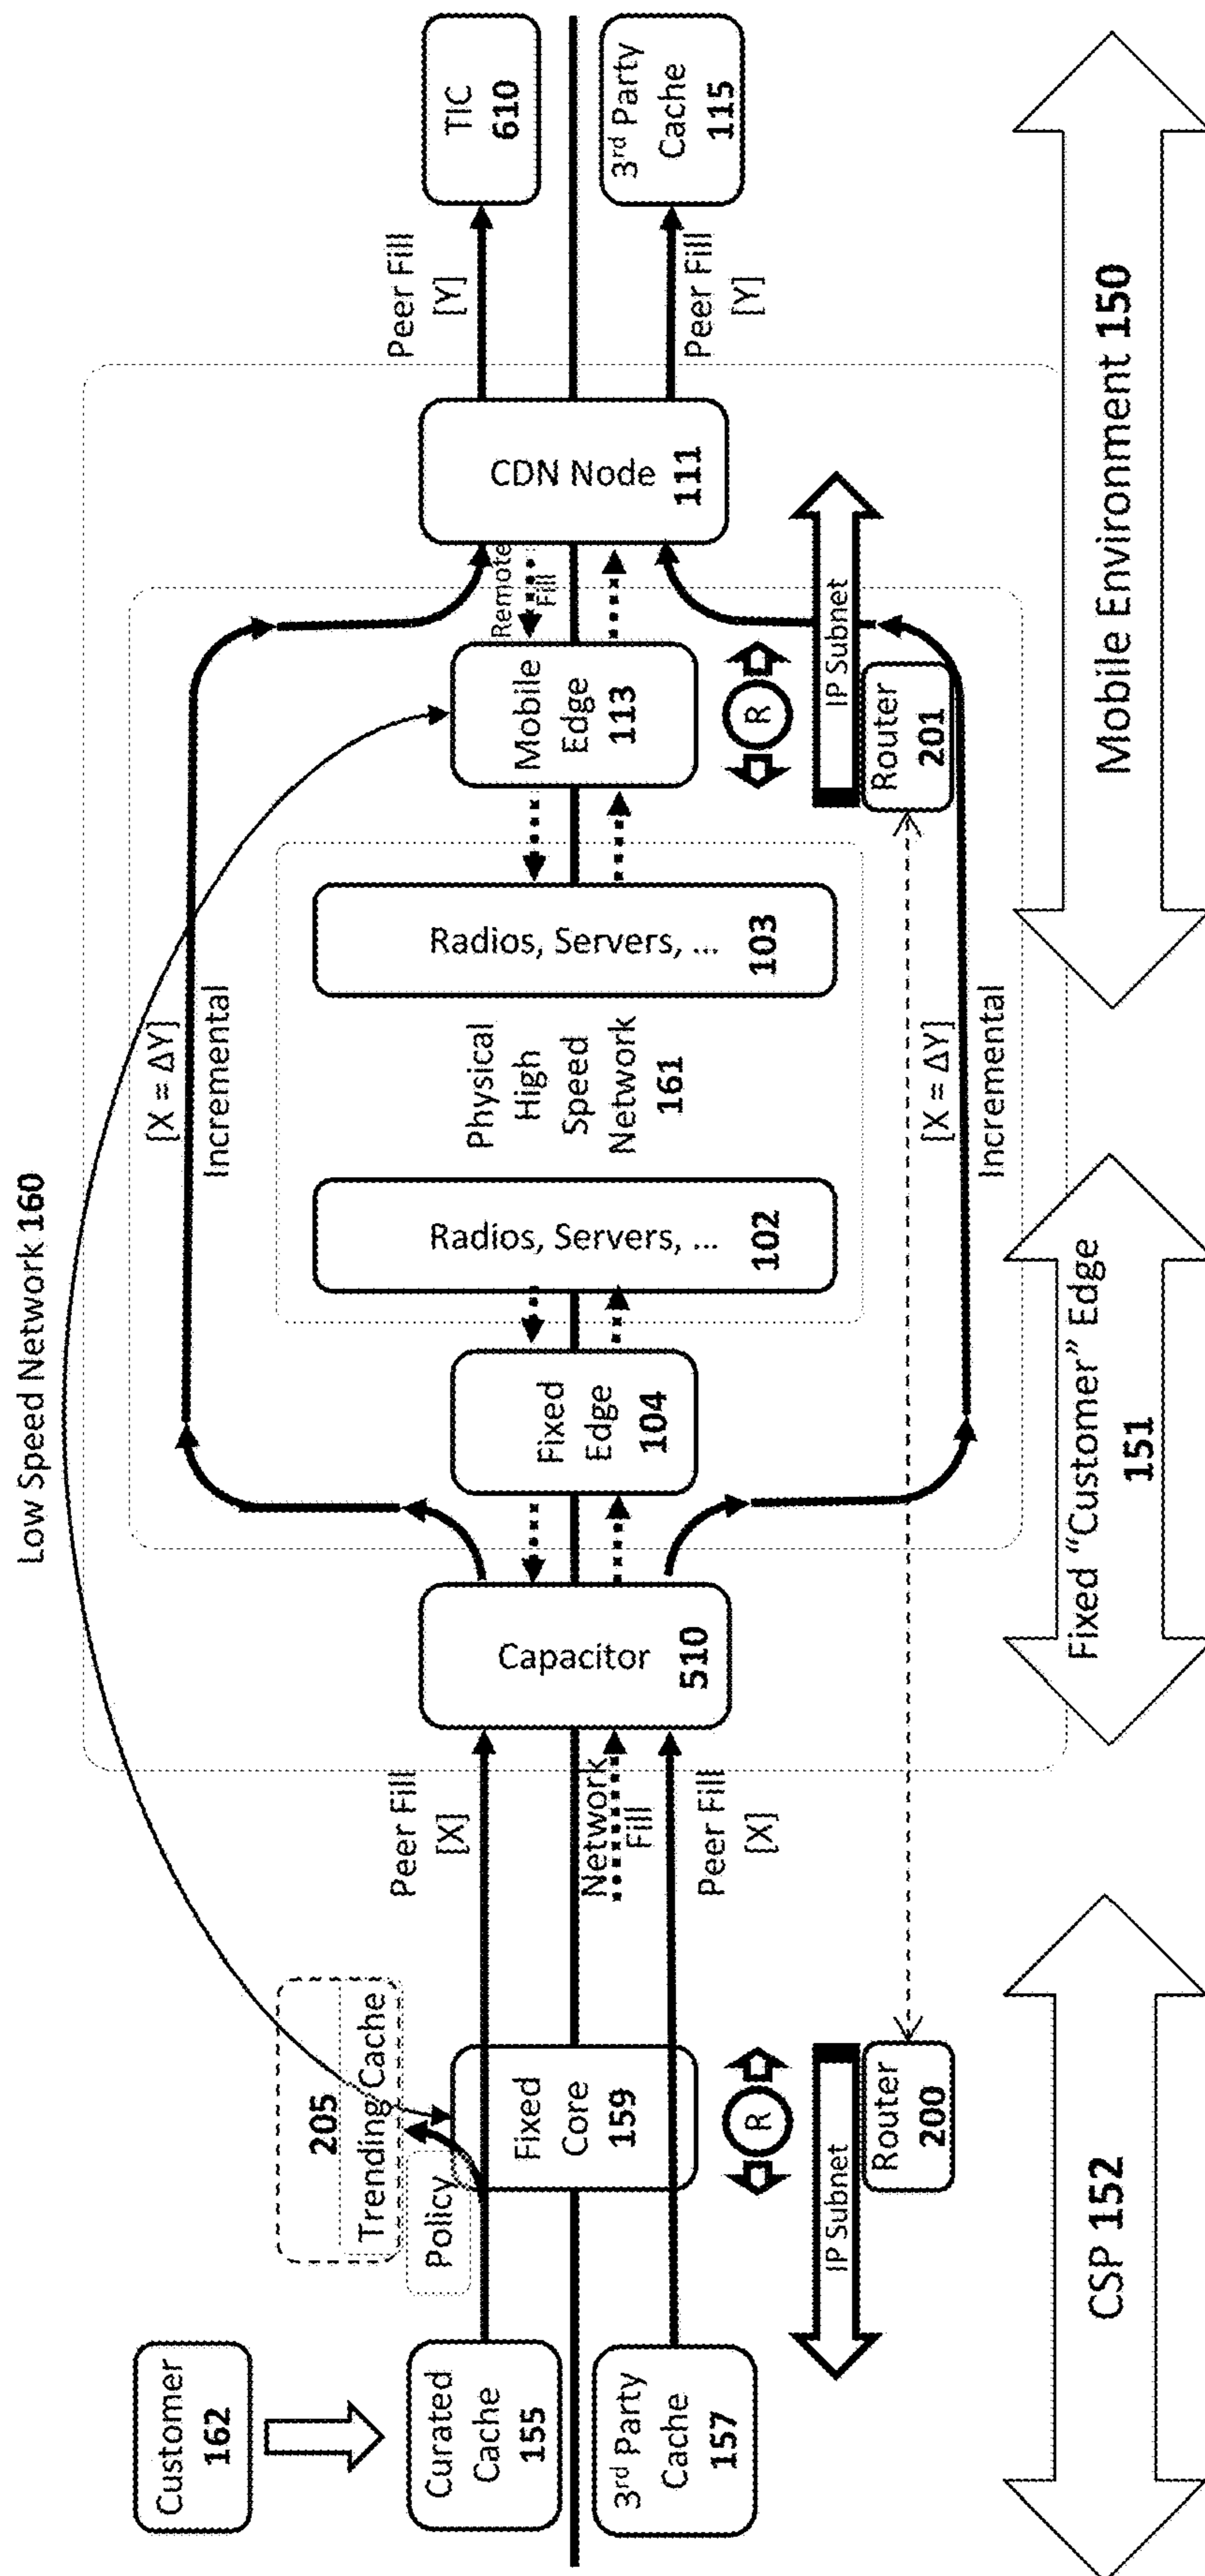 Low Speed Network 160
Customer
162
205
Trending Cache
Policy
Curated
Cache
155
3rd Party
Cache
157
Fixed
Core
159
R
IP Subnet
Router
200
Peer Fill
[X]
Network
Fill
Peer Fill
[X]
Capacitor
510
Fixed
Edge
104
Radios, Servers, ...
102
Physical
High
Speed
Network
161
Radios, Servers, ...
103
[X = ΔY]
Incremental
[X = ΔY]
Incremental
Mobile
Edge
113
R
IP Subnet
Router
201
Remote
Fill
CDN Node
111
Peer Fill
[Y]
Peer Fill
[Y]
TIC
610
3rd Party
Cache
115
CSP 152
Fixed “Customer” Edge
151
Mobile Environment 150